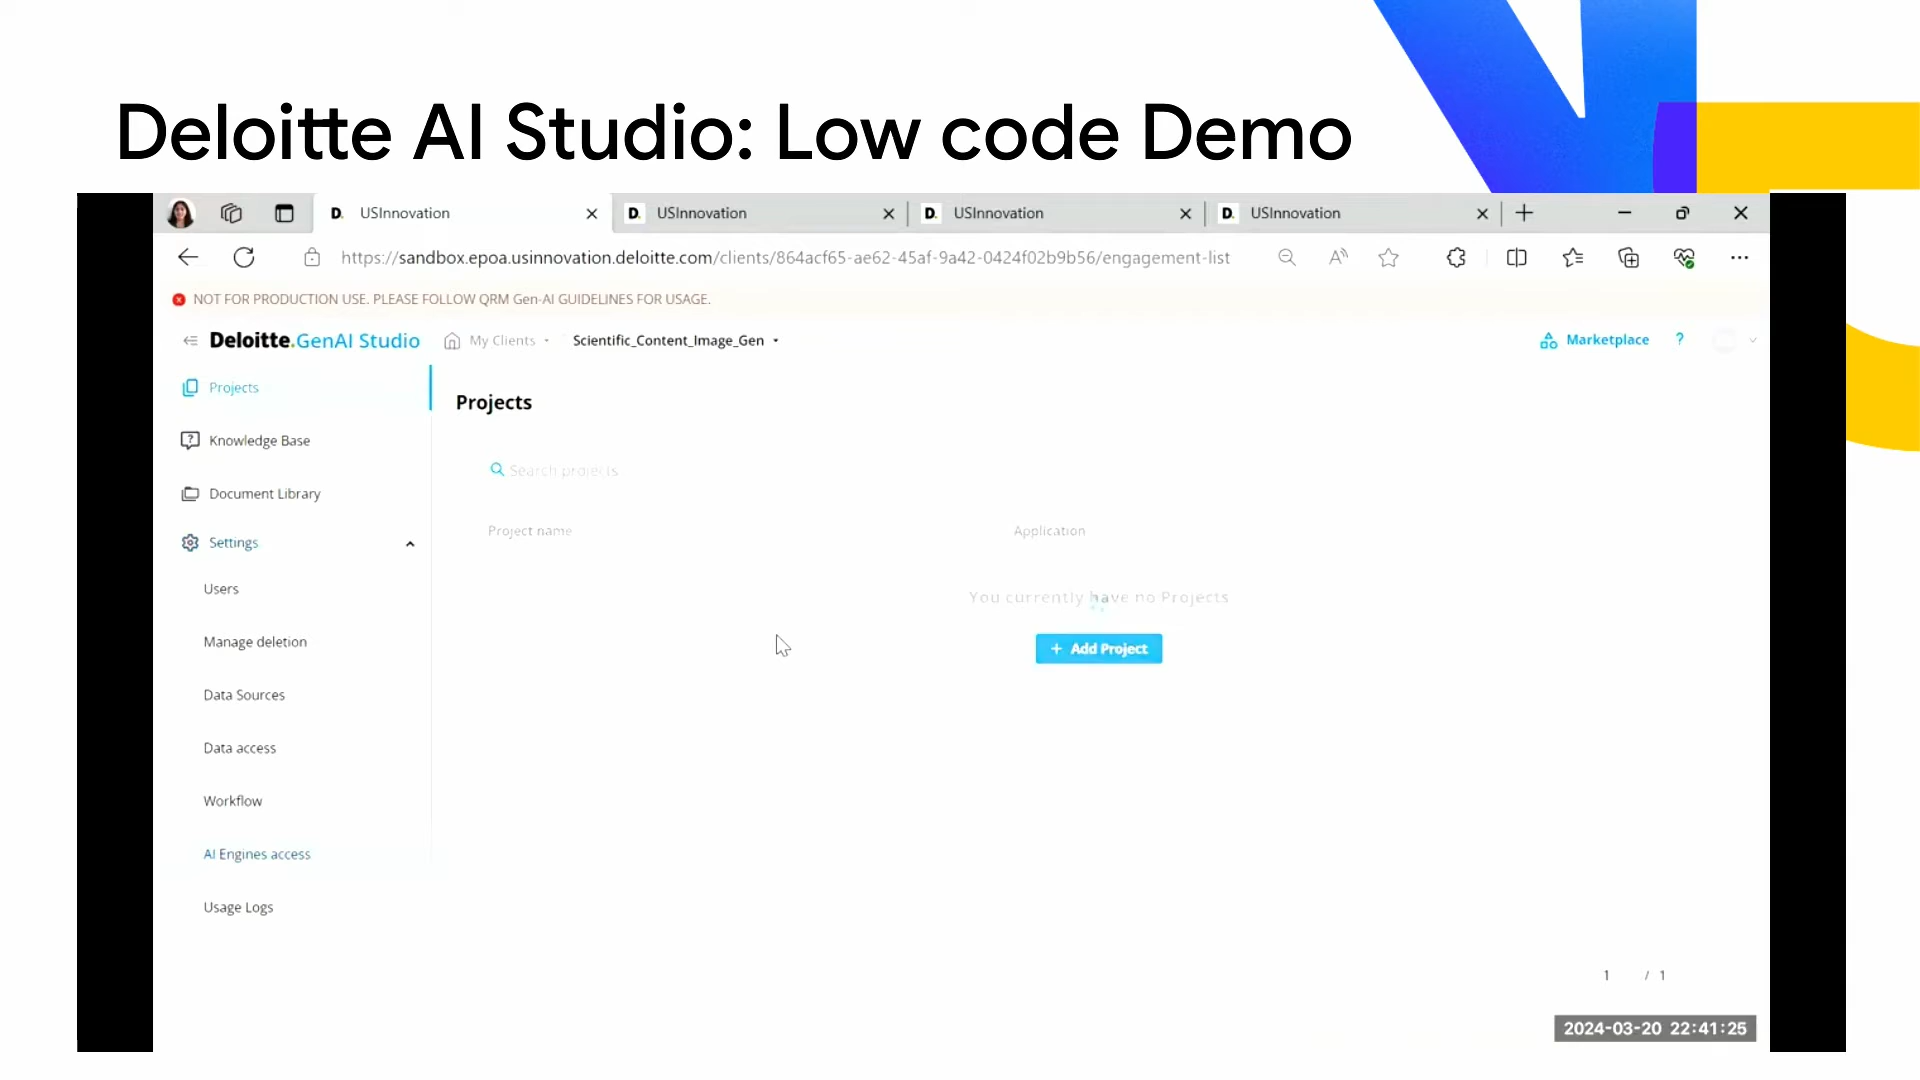 Deloitte AI Studio: Low code Demo
D. USInnovation
D. USInnovation
D. USInnovation
D. USInnovation
https://sandbox.epoa.usinnovation.deloitte.com/clients/864acf65-ae62-45af-9a42-0424f02b9b56/engagement-list
NOT FOR PRODUCTION USE. PLEASE FOLLOW QRM Gen-AI GUIDELINES FOR USAGE.
Deloitte.GenAI Studio
My Clients
Scientific_Content_Image_Gen
Marketplace
?
Projects
Knowledge Base
Document Library
Settings
Users
Manage deletion
Data Sources
Data access
Workflow
AI Engines access
Usage Logs
Projects
Search projects
Project name Application
You currently have no Projects
+ Add Project
1 / 1
2024-03-20 22:41:25